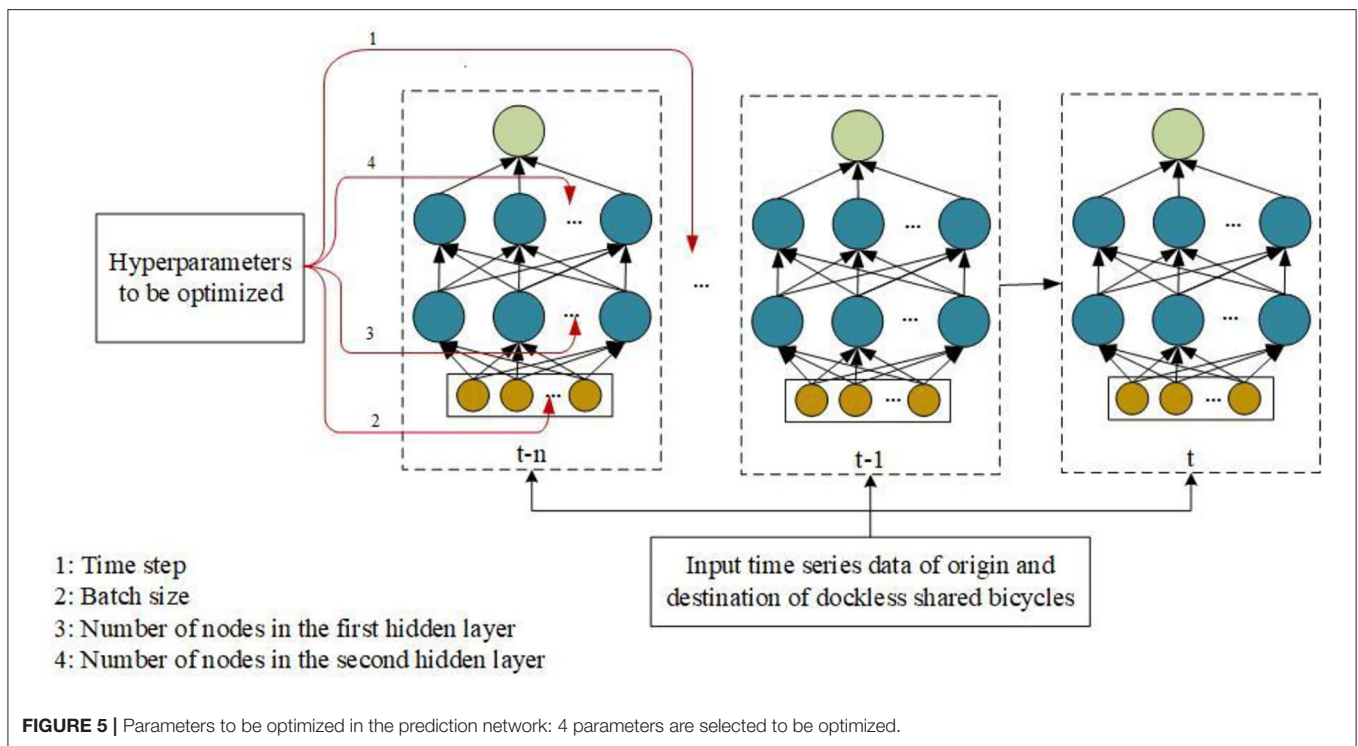 1
4
Hyperparameters
to be optimized
...
...
...
...
3
...
...
...
2
...
...
...
t-n
t-1
t
Input time series data of origin and
destination of dockless shared bicycles
1: Time step
2: Batch size
3: Number of nodes in the first hidden layer
4: Number of nodes in the second hidden layer
FIGURE 5 | Parameters to be optimized in the prediction network: 4 parameters are selected to be optimized.